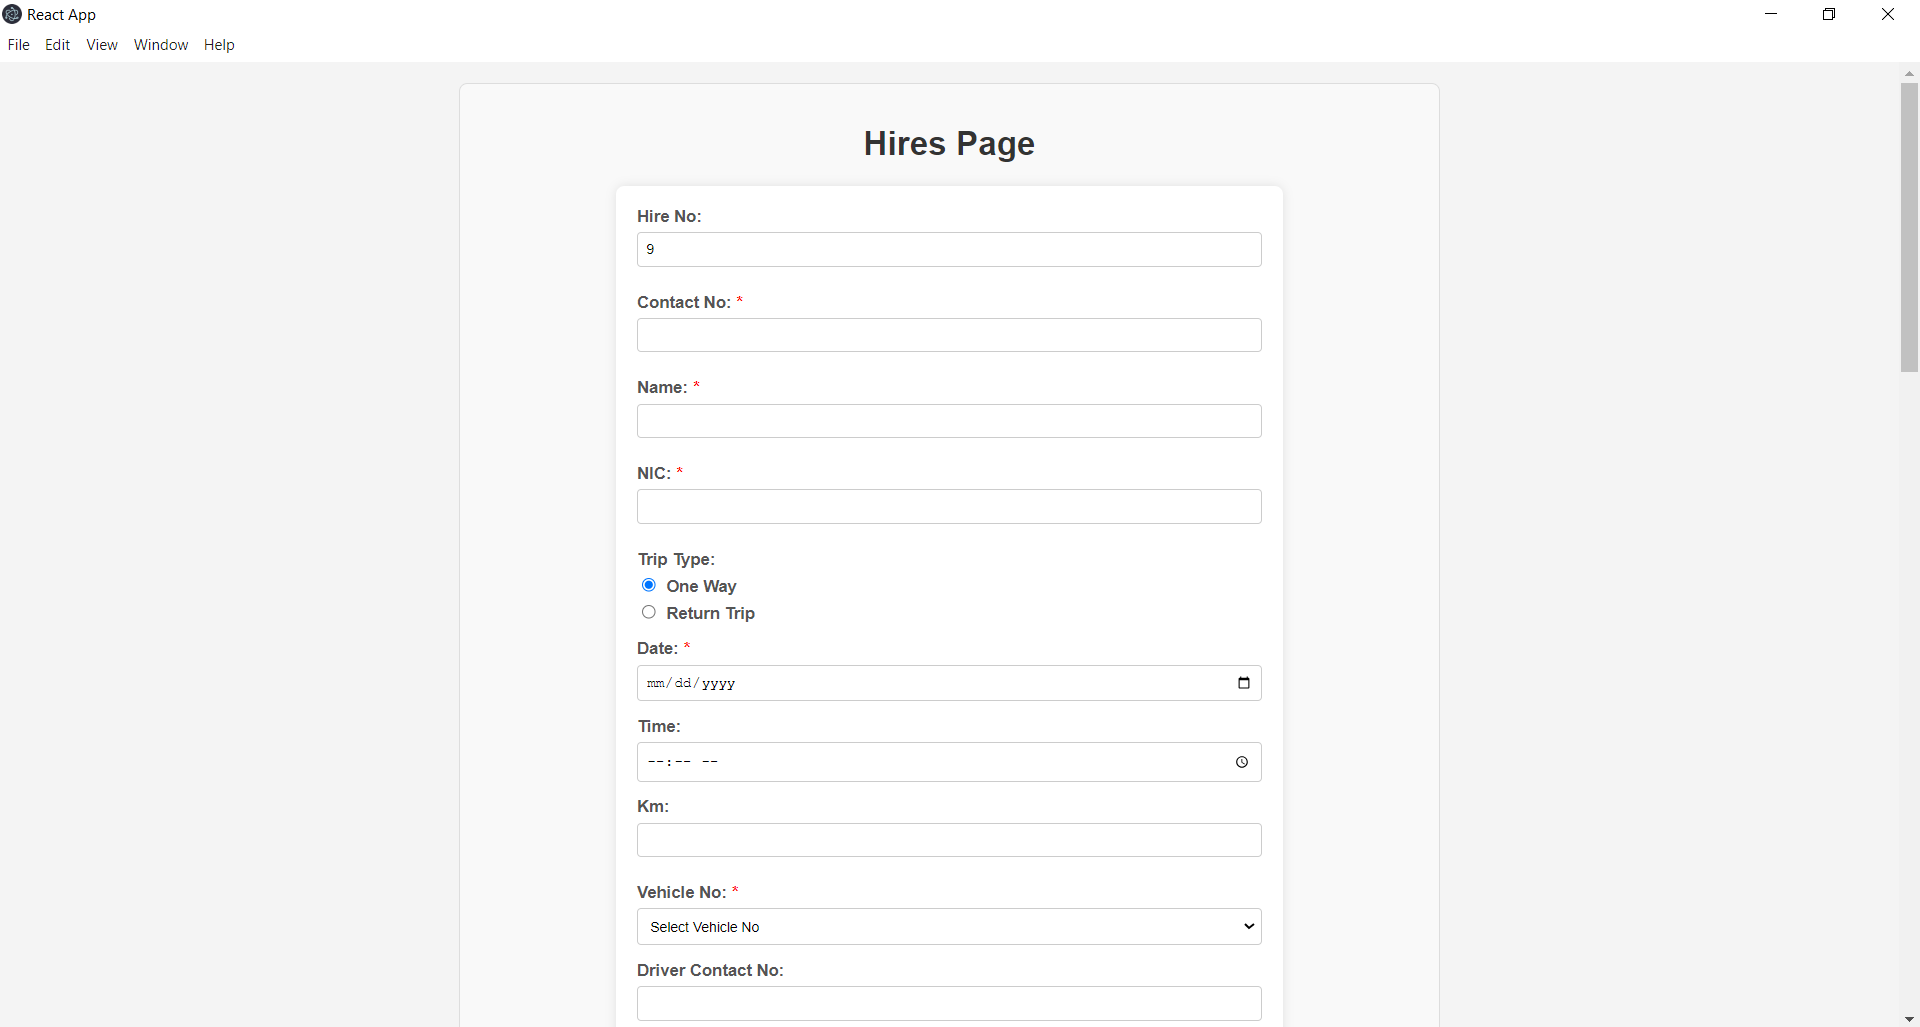 React App
File Edit View Window Help
Hires Page
Hire No:
9
Contact No: *
Name: *
NIC: *
Trip Type:
One Way
Return Trip
Date: *
mm/dd/yyyy
Time:
--:-- --
Km:
Vehicle No: *
Select Vehicle No
Driver Contact No: